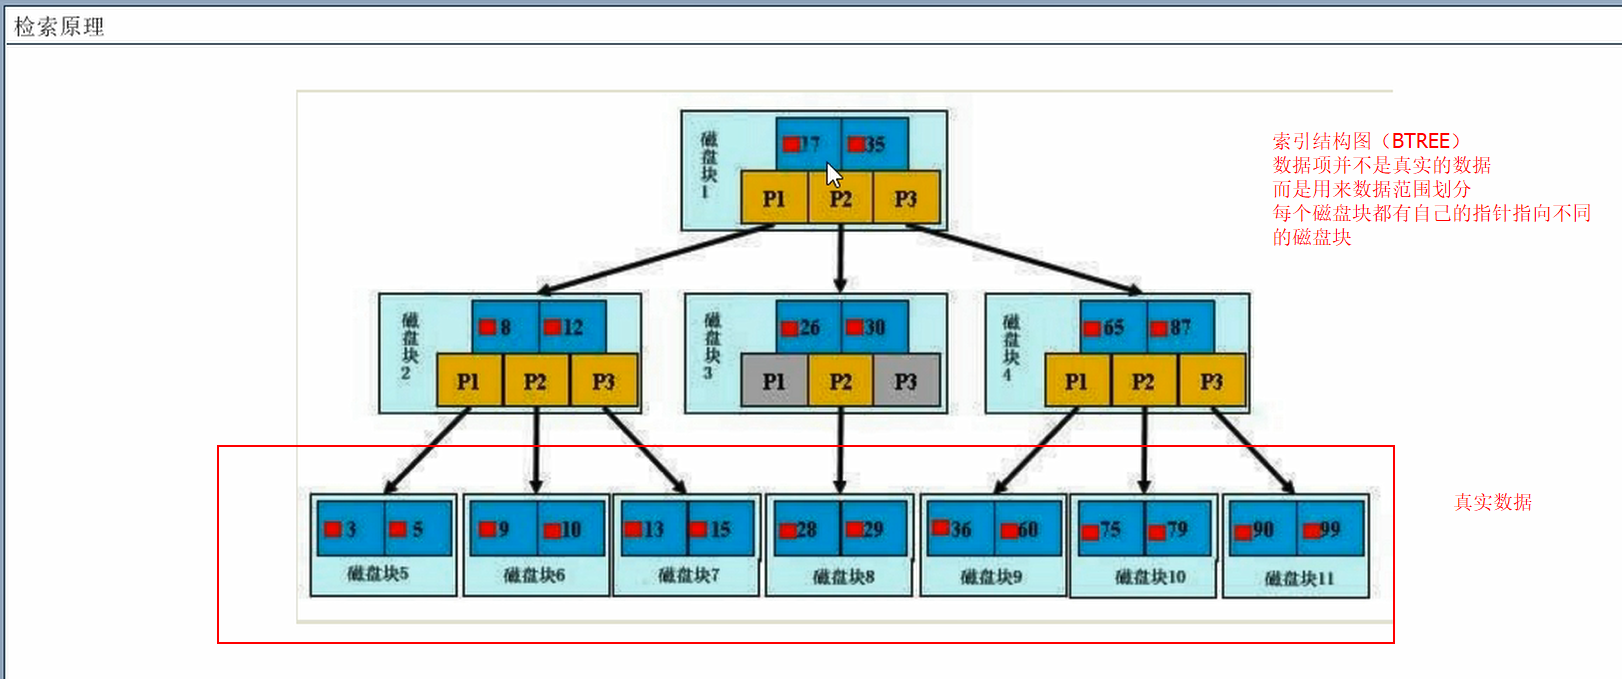 检索原理
索引结构图（BTREE）
数据项并不是真实的数据
而是用来数据范围划分
每个磁盘块都有自己的指针指向不同
的磁盘块
磁盘块1
17 35
P1 P2 P3
磁盘块2
8 12
P1 P2 P3
磁盘块3
26 30
P1 P2 P3
磁盘块4
65 87
P1 P2 P3
真实数据
3 5
磁盘块5
9 10
磁盘块6
13 15
磁盘块7
28 29
磁盘块8
36 60
磁盘块9
75 79
磁盘块10
90 99
磁盘块11